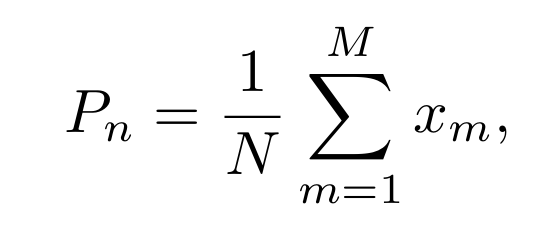 $$P_n = \frac{1}{N} \sum_{m=1}^{M} x_m,$$